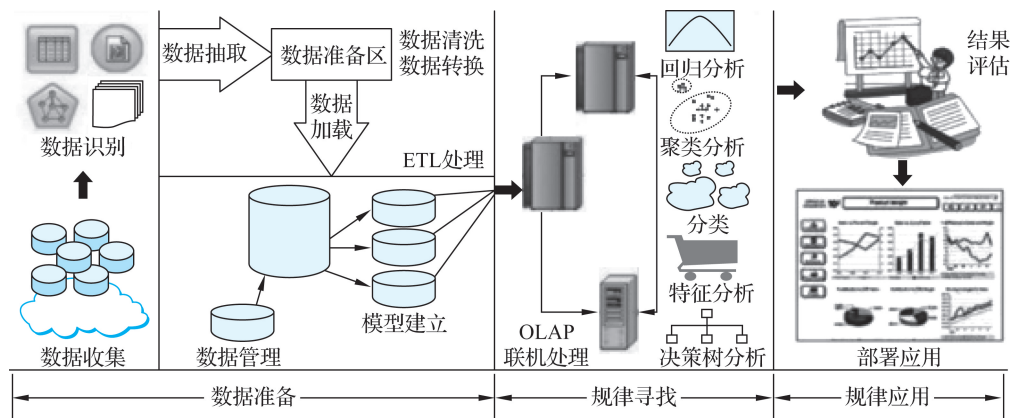 数据抽取
数据准备区
数据清洗
数据转换
数据
加载
ETL处理
数据识别
数据收集
数据管理
模型建立
OLAP
联机处理
回归分析
聚类分析
分类
特征分析
决策树分析
结果
评估
部署应用
数据准备
规律寻找
规律应用